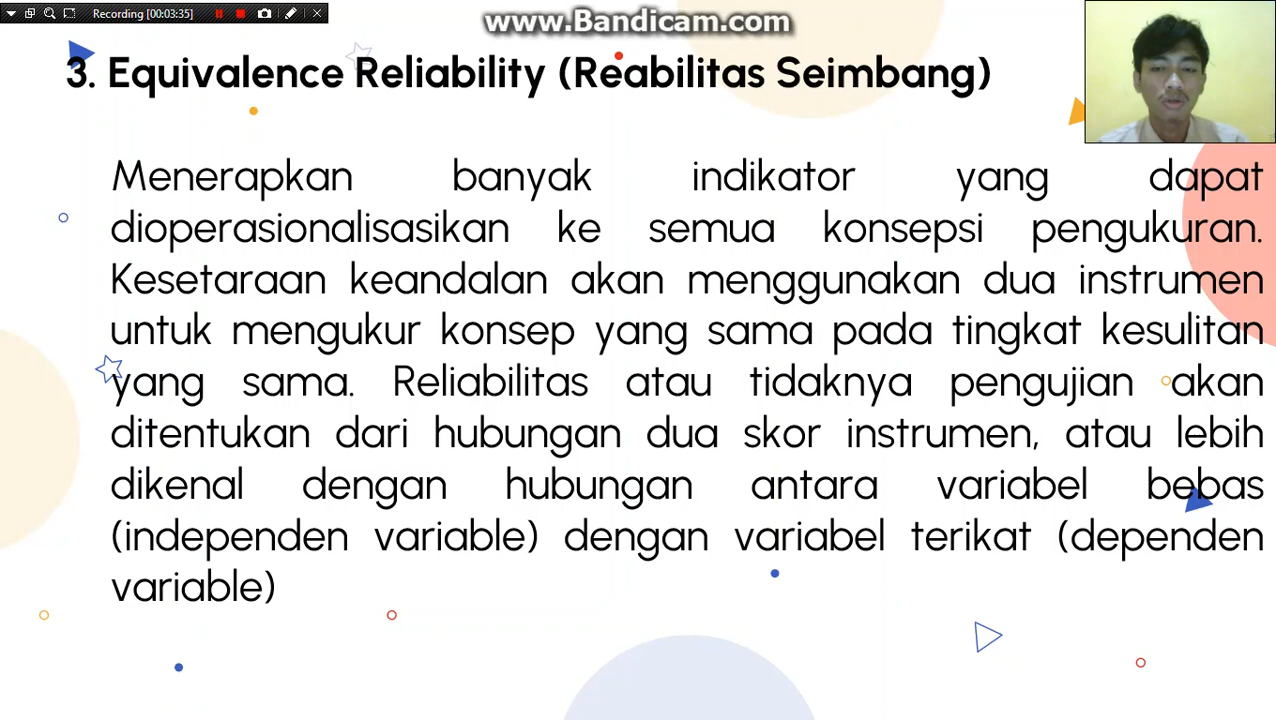 Recording [00:03:35]
www.Bandicam.com
3. Equivalence Reliability (Reabilitas Seimbang)
Menerapkan banyak indikator yang dapat
dioperasionalisasikan ke semua konsepsi pengukuran.
Kesetaraan keandalan akan menggunakan dua instrumen
untuk mengukur konsep yang sama pada tingkat kesulitan
yang sama. Reliabilitas atau tidaknya pengujian akan
ditentukan dari hubungan dua skor instrumen, atau lebih
dikenal dengan hubungan antara variabel bebas
(independen variable) dengan variabel terikat (dependen
variable)